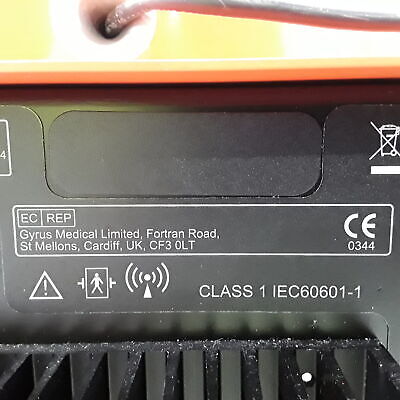 4
EC REP
Gyrus Medical Limited, Fortran Road,
St Mellons, Cardiff, UK, CF3 0LT
CE
0344
CLASS 1 IEC60601-1